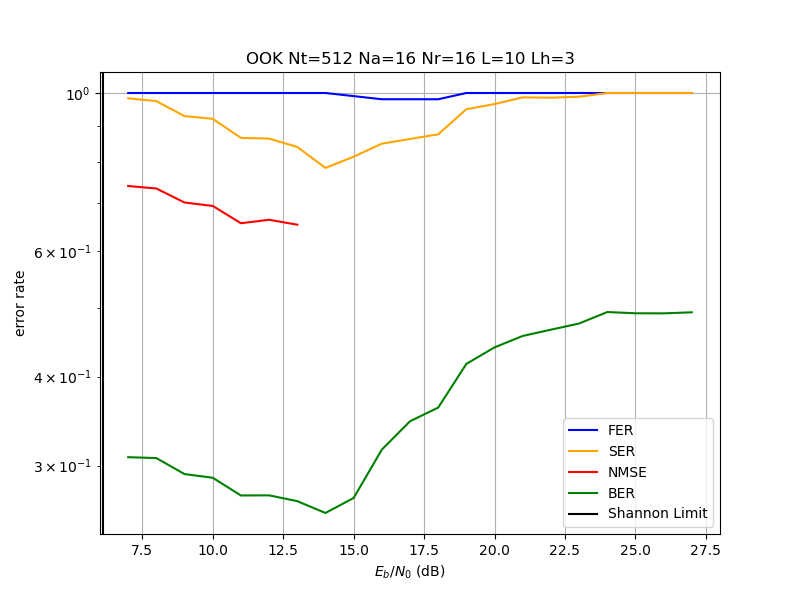 OOK Nt=512 Na=16 Nr=16 L=10 Lh=3
10⁰
6 × 10⁻¹
4 × 10⁻¹
3 × 10⁻¹
error rate
7.5 10.0 12.5 15.0 17.5 20.0 22.5 25.0 27.5
E_b/N_0 (dB)
FER
SER
NMSE
BER
Shannon Limit